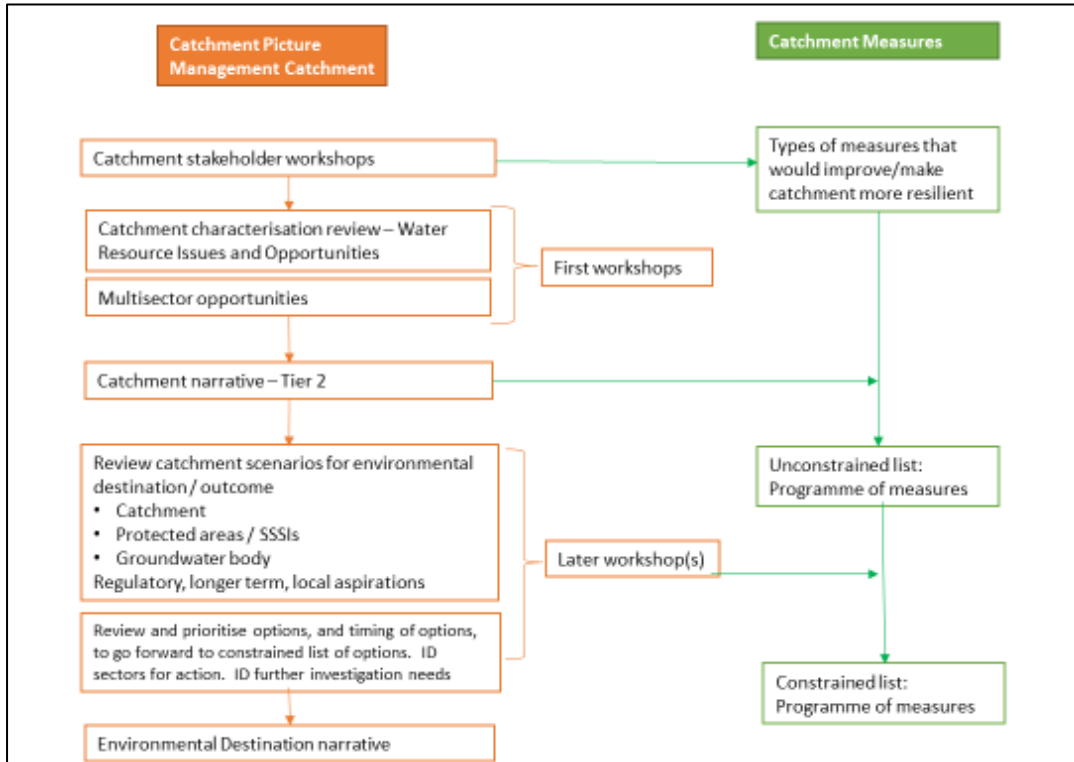 Catchment Picture
Management Catchment
Catchment Measures
Catchment stakeholder workshops
Types of measures that
would improve/make
catchment more resilient
Catchment characterisation review – Water
Resource Issues and Opportunities
First workshops
Multisector opportunities
Catchment narrative – Tier 2
Review catchment scenarios for environmental
destination / outcome
• Catchment
• Protected areas / SSSIs
• Groundwater body
Regulatory, longer term, local aspirations
Unconstrained list:
Programme of measures
Later workshop(s)
Review and prioritise options, and timing of options,
to go forward to constrained list of options. ID
sectors for action. ID further investigation needs
Constrained list:
Programme of measures
Environmental Destination narrative